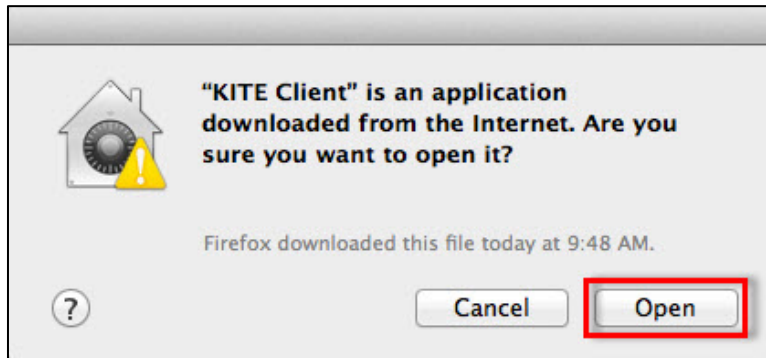 “KITE Client” is an application
downloaded from the Internet. Are you
sure you want to open it?
Firefox downloaded this file today at 9:48 AM.
?
Cancel
Open